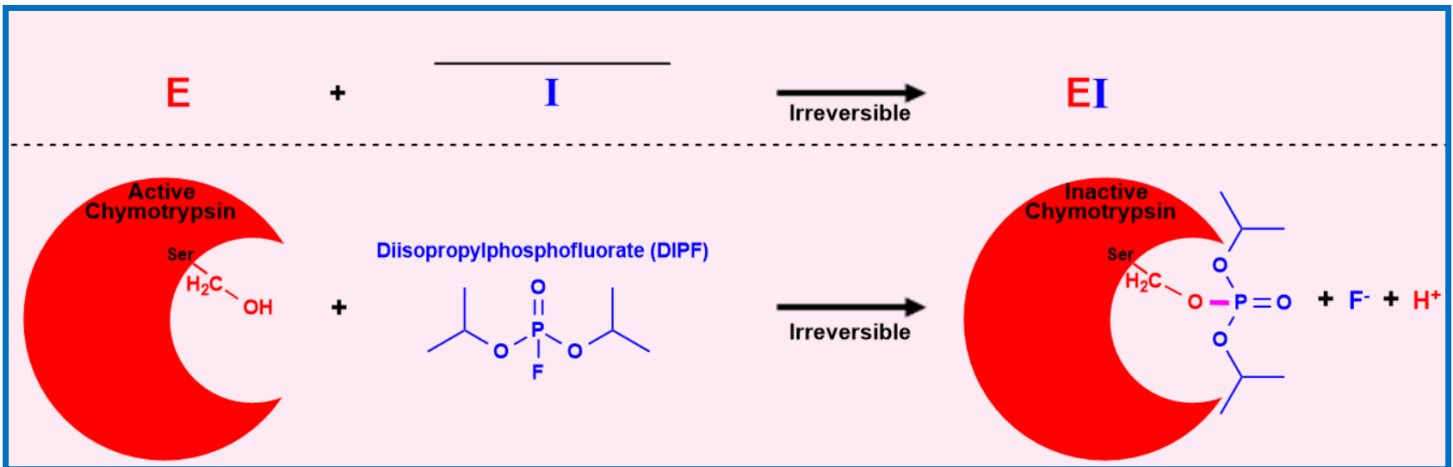 E + I Irreversible EI
Active
Chymotrypsin
Ser
H₂C
OH
+
Diisopropylphosphofluorate (DIPF)
O
P
O O
F
Irreversible
Inactive
Chymotrypsin
Ser
H₂C
O
O
P=O
O
+ F⁻ + H⁺